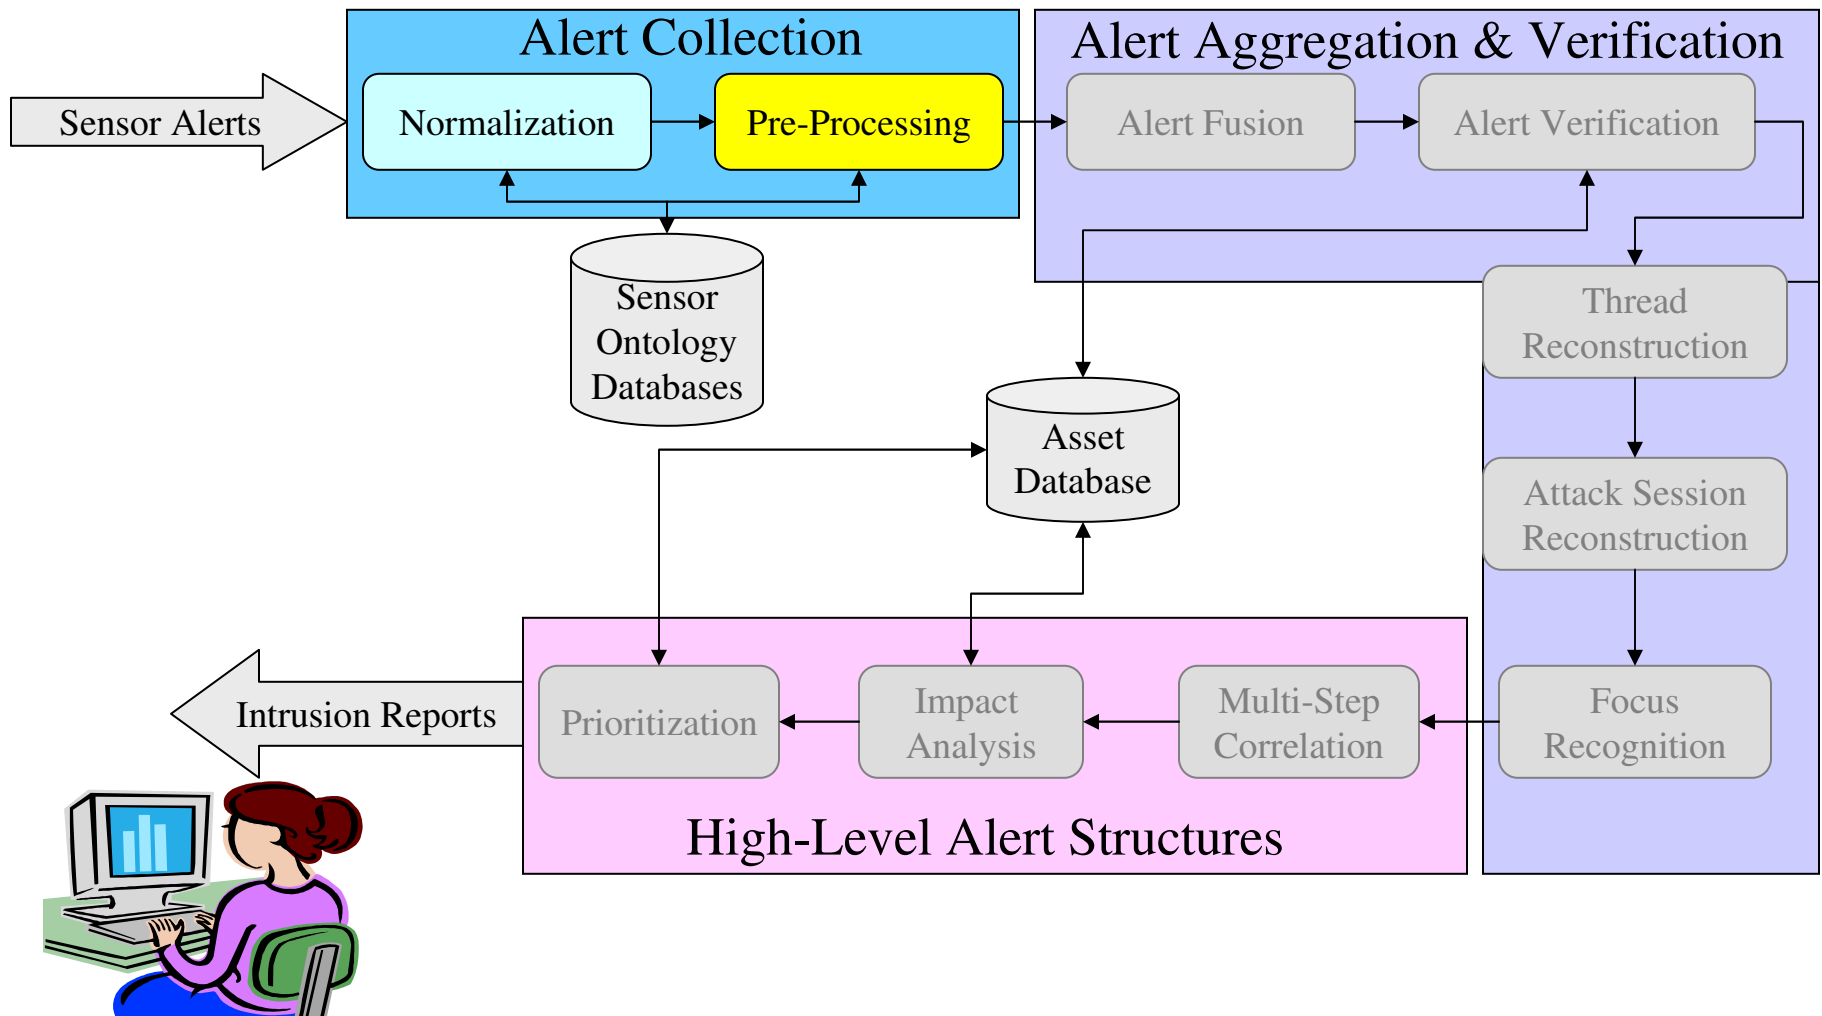 Alert Collection
Alert Aggregation & Verification
Sensor Alerts
Normalization
Pre-Processing
Alert Fusion
Alert Verification
Sensor
Ontology
Databases
Thread
Reconstruction
Asset
Database
Attack Session
Reconstruction
Intrusion Reports
Prioritization
Impact
Analysis
Multi-Step
Correlation
Focus
Recognition
High-Level Alert Structures